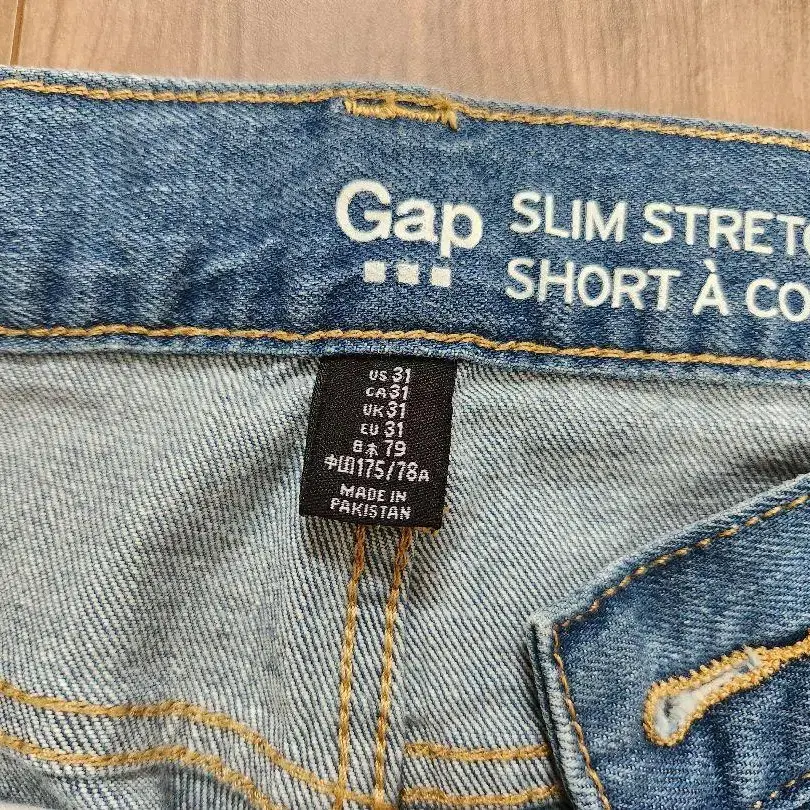 Gap
SLIM STRETC
SHORT À CO
US 31
CA 31
UK 31
EU 31
日本 79
中国 175/78A
MADE IN
PAKISTAN